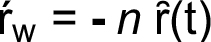 ŕw = - n r̂(t)